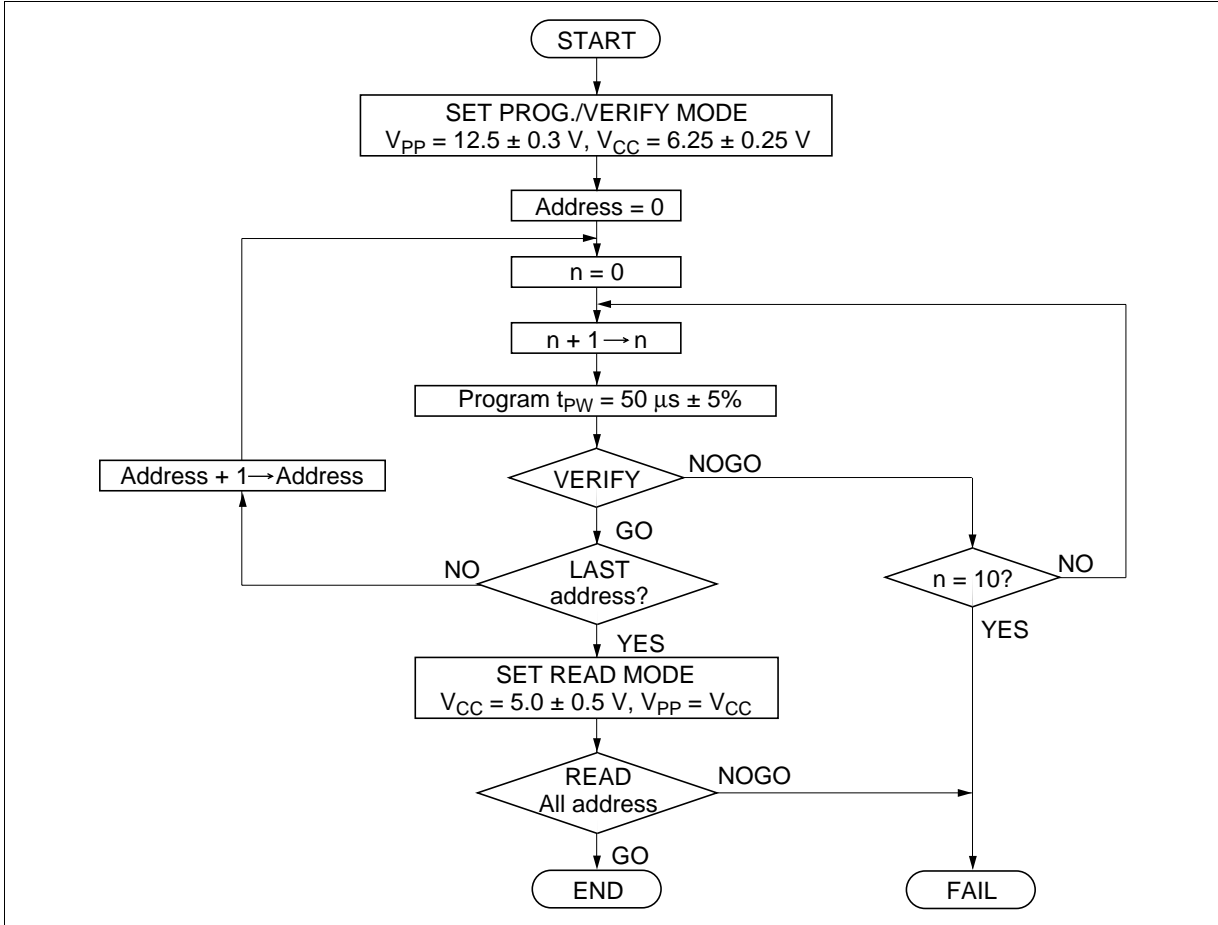 START
SET PROG./VERIFY MODE
VPP = 12.5 ± 0.3 V, VCC = 6.25 ± 0.25 V
Address = 0
n = 0
n + 1 → n
Program tPW = 50 μs ± 5%
Address + 1 → Address
VERIFY
NOGO
GO
NO
LAST
address?
n = 10?
NO
YES
YES
SET READ MODE
VCC = 5.0 ± 0.5 V, VPP = VCC
READ
All address
NOGO
GO
END
FAIL